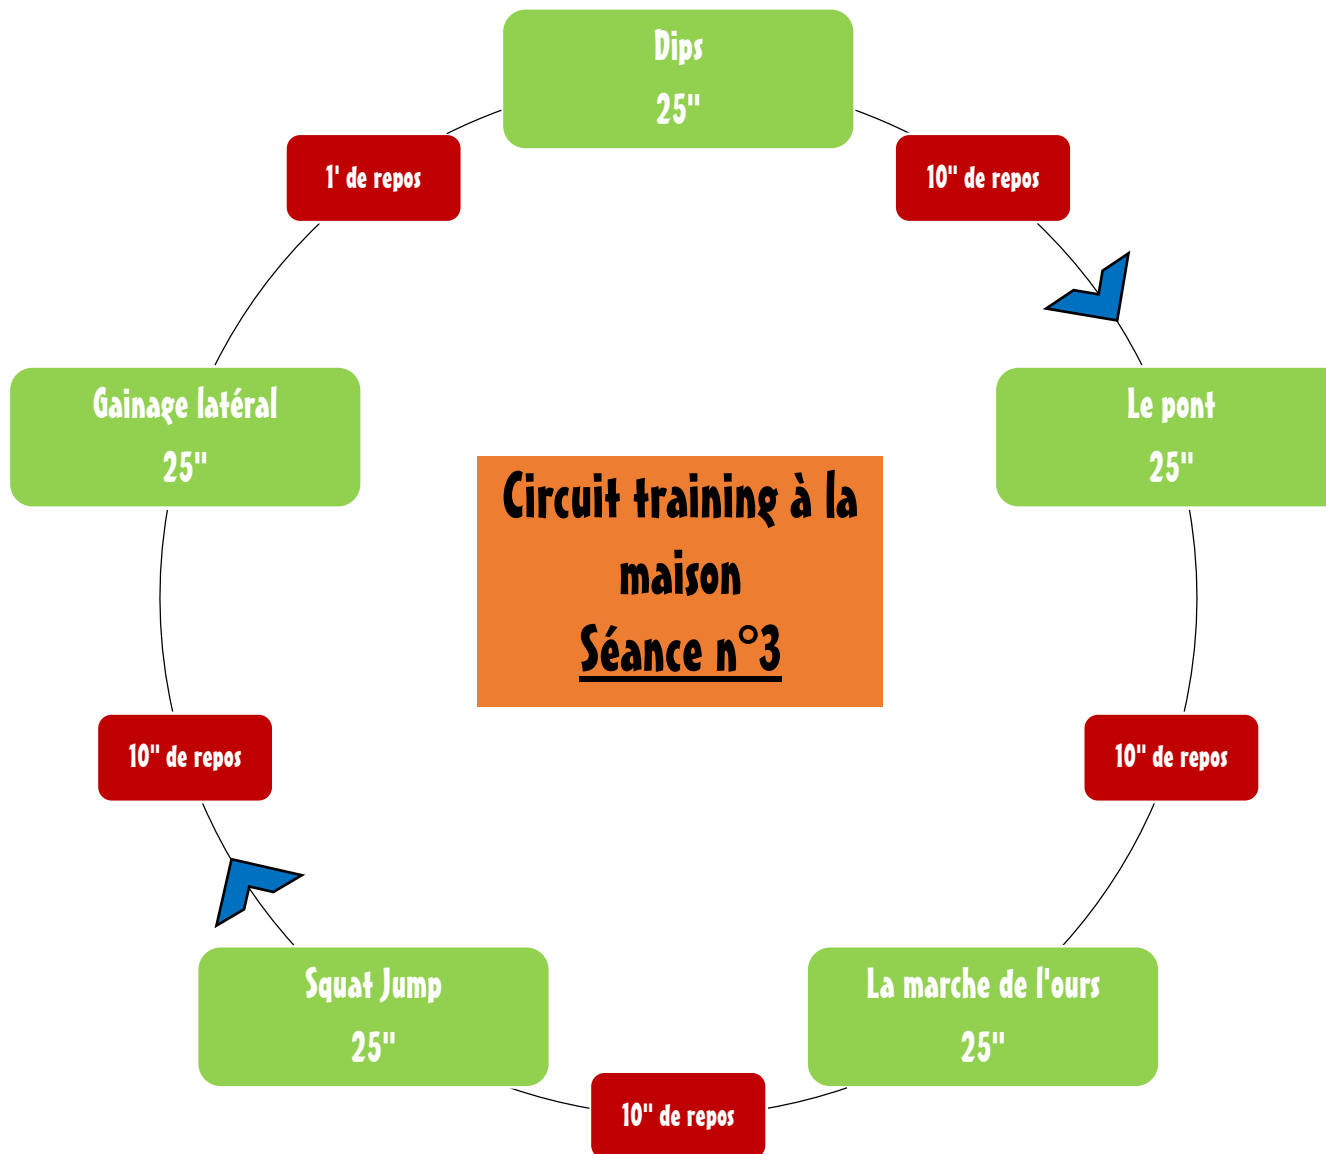 Dips
25"
1' de repos
10" de repos
Gainage latéral
25"
Le pont
25"
Circuit training à la
maison
Séance n°3
10" de repos
10" de repos
Squat Jump
25"
La marche de l'ours
25"
10" de repos